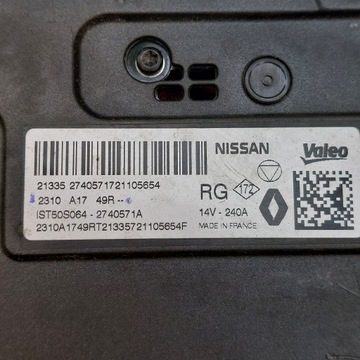 NISSAN Valeo
21335 2740571721105654
2310 A17 49R --
RG 172
IST50S064 - 2740571A
14V - 240A
2310A1749RT21335721105654F
MADE IN FRANCE